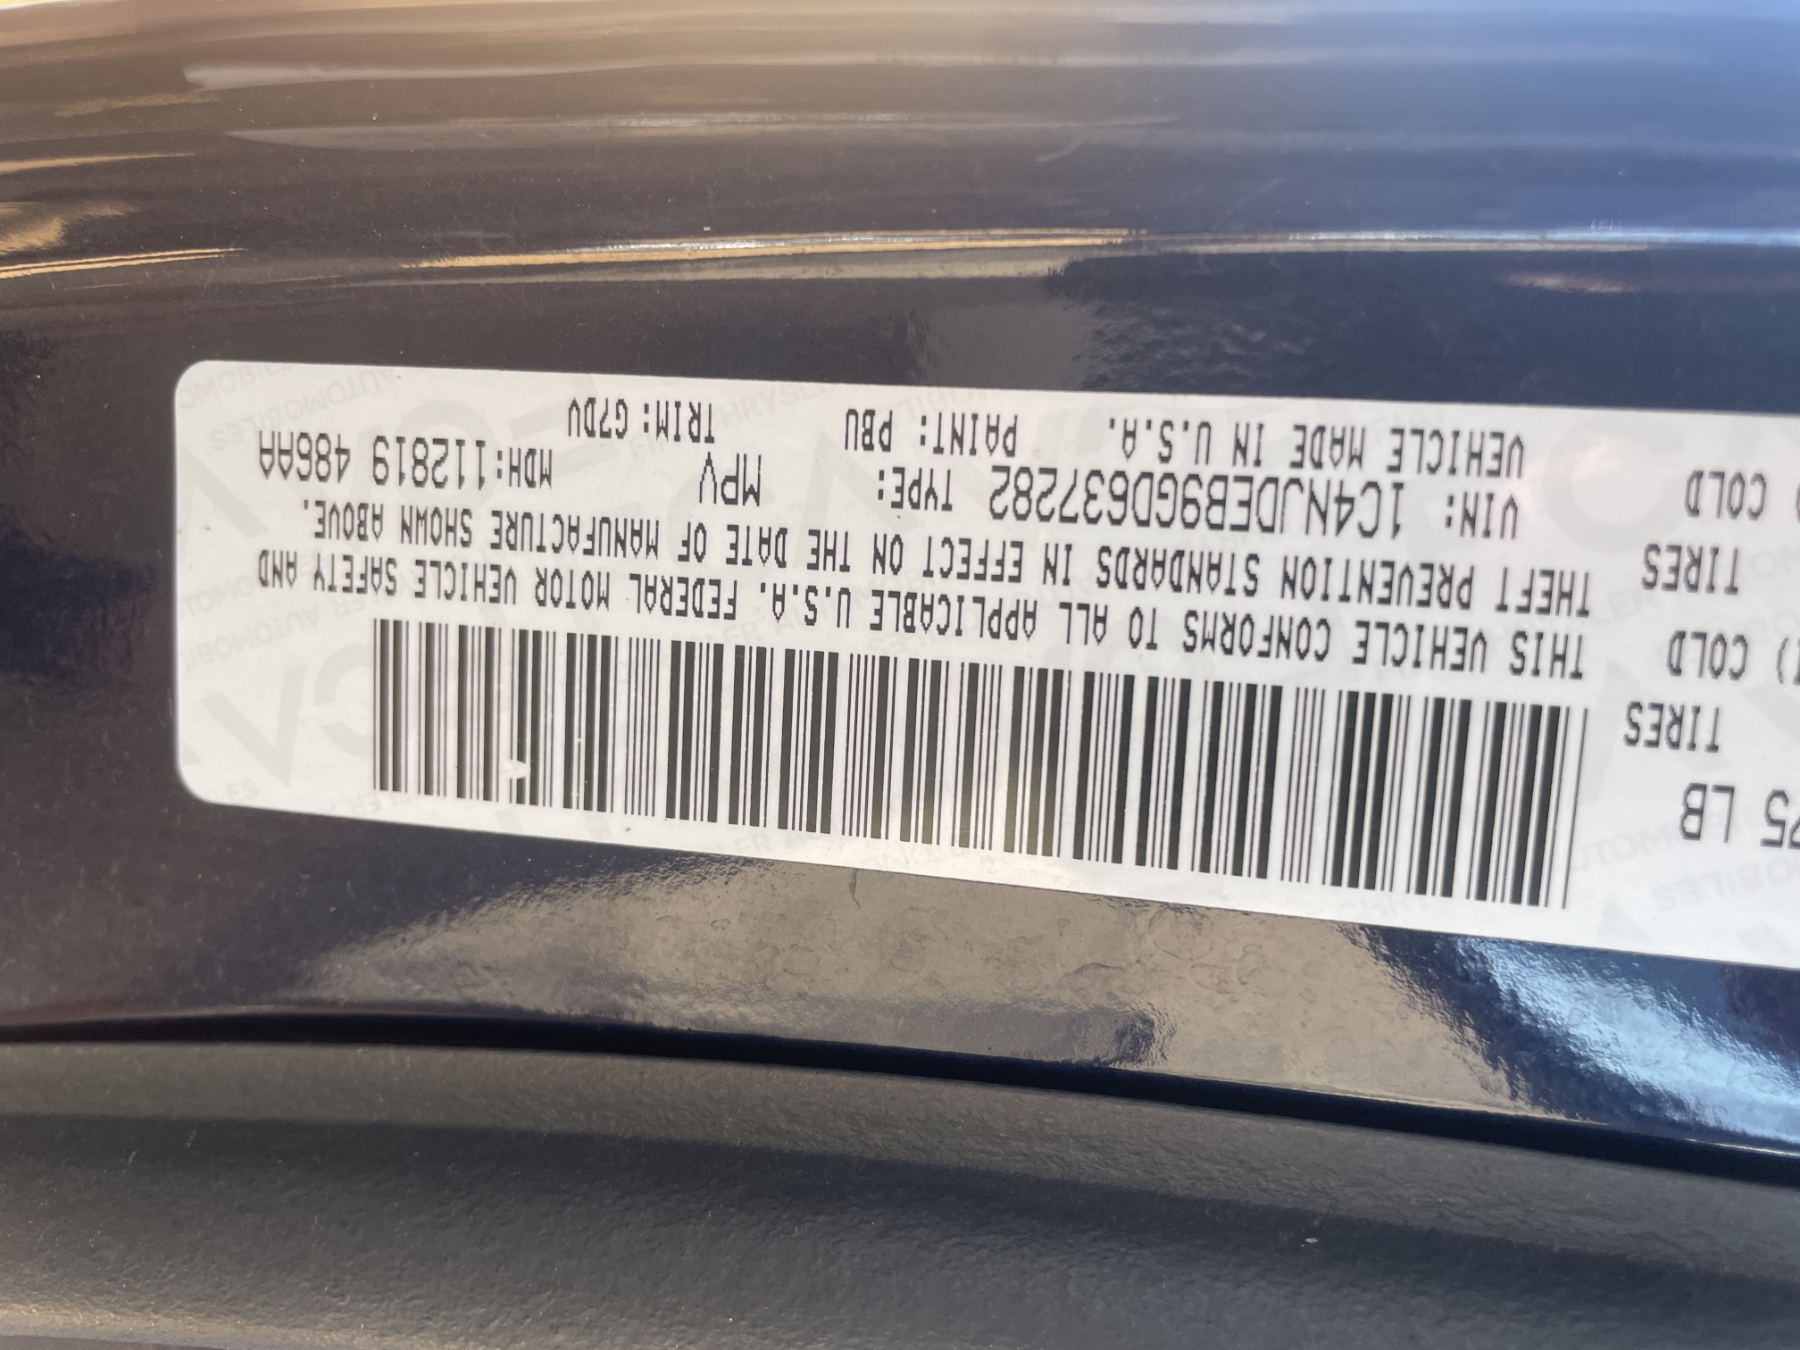 75 LB
TIRES
COLD
TIRES
COLD
THIS VEHICLE CONFORMS TO ALL APPLICABLE U.S.A. FEDERAL MOTOR VEHICLE SAFETY AND
THEFT PREVENTION STANDARDS IN EFFECT ON THE DATE OF MANUFACTURE SHOWN ABOVE.
VIN: 1C4NJDEB9GD637282 TYPE: MPV MDH:112819 486AA
VEHICLE MADE IN U.S.A. PAINT: PBU TRIM: G7DV